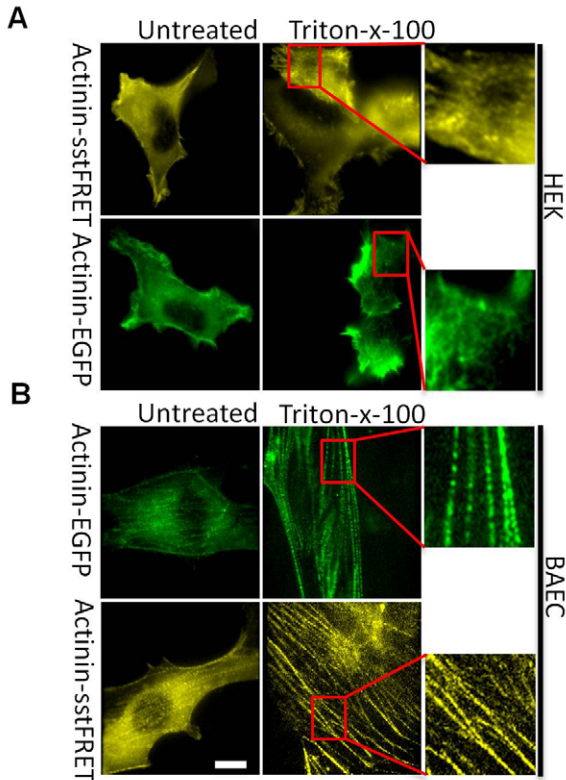 A
Untreated Triton-x-100
Actinin-sstFRET
Actinin-EGFP
HEK
B
Untreated Triton-x-100
Actinin-EGFP
Actinin-sstFRET
BAEC